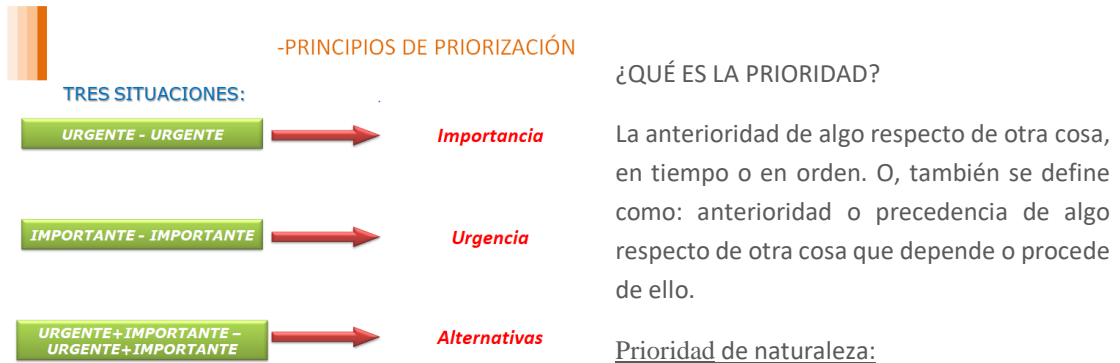 -PRINCIPIOS DE PRIORIZACIÓN
TRES SITUACIONES:
URGENTE - URGENTE
Importancia
IMPORTANTE - IMPORTANTE
Urgencia
URGENTE+IMPORTANTE –
URGENTE+IMPORTANTE
Alternativas
¿QUÉ ES LA PRIORIDAD?
La anterioridad de algo respecto de otra cosa,
en tiempo o en orden. O, también se define
como: anterioridad o precedencia de algo
respecto de otra cosa que depende o procede
de ello.
Prioridad de naturaleza: